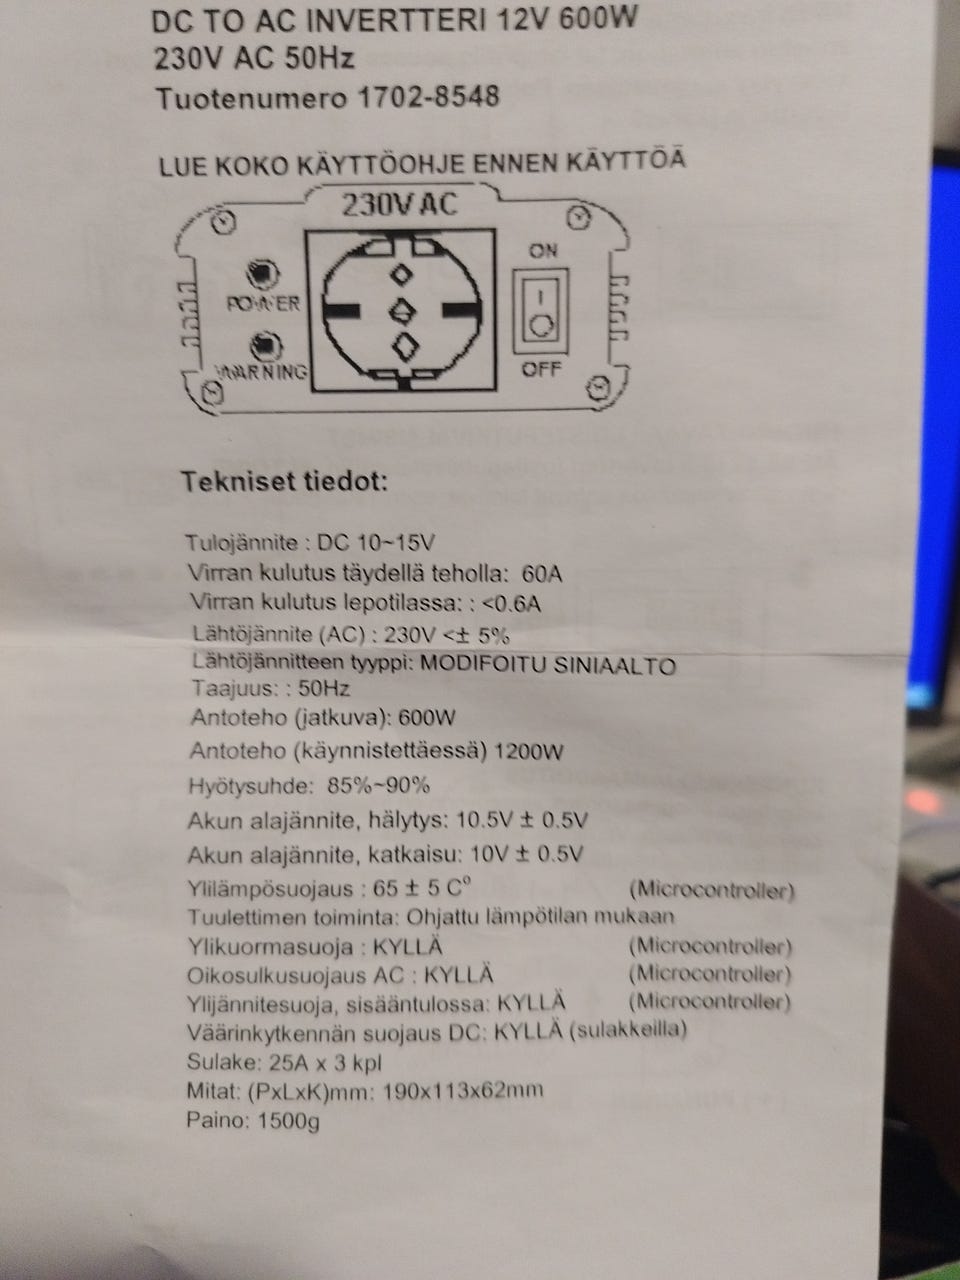 DC TO AC INVERTTERI 12V 600W
230V AC 50Hz
Tuotenumero 1702-8548
LUE KOKO KÄYTTÖOHJE ENNEN KÄYTTÖÄ
230V AC
ON
POWER
WARNING
OFF
Tekniset tiedot:
Tulojännite : DC 10~15V
Virran kulutus täydellä teholla: 60A
Virran kulutus lepotilassa: : <0.6A
Lähtöjännite (AC) : 230V <± 5%
Lähtöjännitteen tyyppi: MODIFOITU SINIAALTO
Taajuus: : 50Hz
Antoteho (jatkuva): 600W
Antoteho (käynnistettäessä) 1200W
Hyötysuhde: 85%~90%
Akun alajännite, hälytys: 10.5V ± 0.5V
Akun alajännite, katkaisu: 10V ± 0.5V
Ylilämpösuojaus : 65 ± 5 Cº (Microcontroller)
Tuulettimen toiminta: Ohjattu lämpötilan mukaan
Ylikuormasuoja : KYLLÄ (Microcontroller)
Oikosulkusuojaus AC : KYLLÄ (Microcontroller)
Ylijännitesuoja, sisääntulossa: KYLLÄ (Microcontroller)
Väärinkytkennän suojaus DC: KYLLÄ (sulakkeilla)
Sulake: 25A x 3 kpl
Mitat: (PxLxK)mm: 190x113x62mm
Paino: 1500g